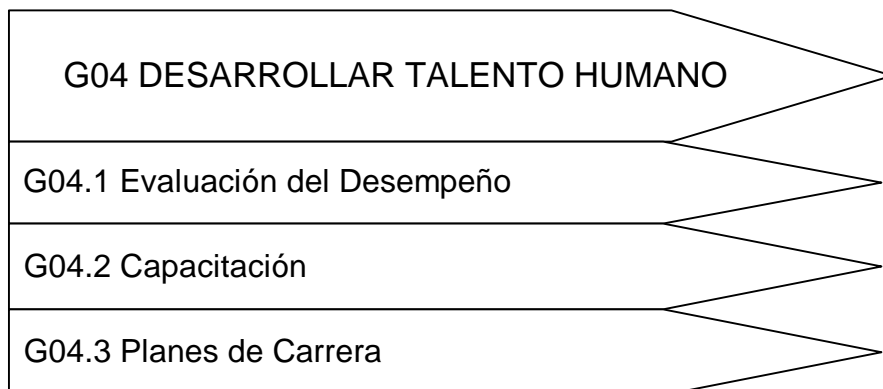 G04 DESARROLLAR TALENTO HUMANO
G04.1 Evaluación del Desempeño
G04.2 Capacitación
G04.3 Planes de Carrera